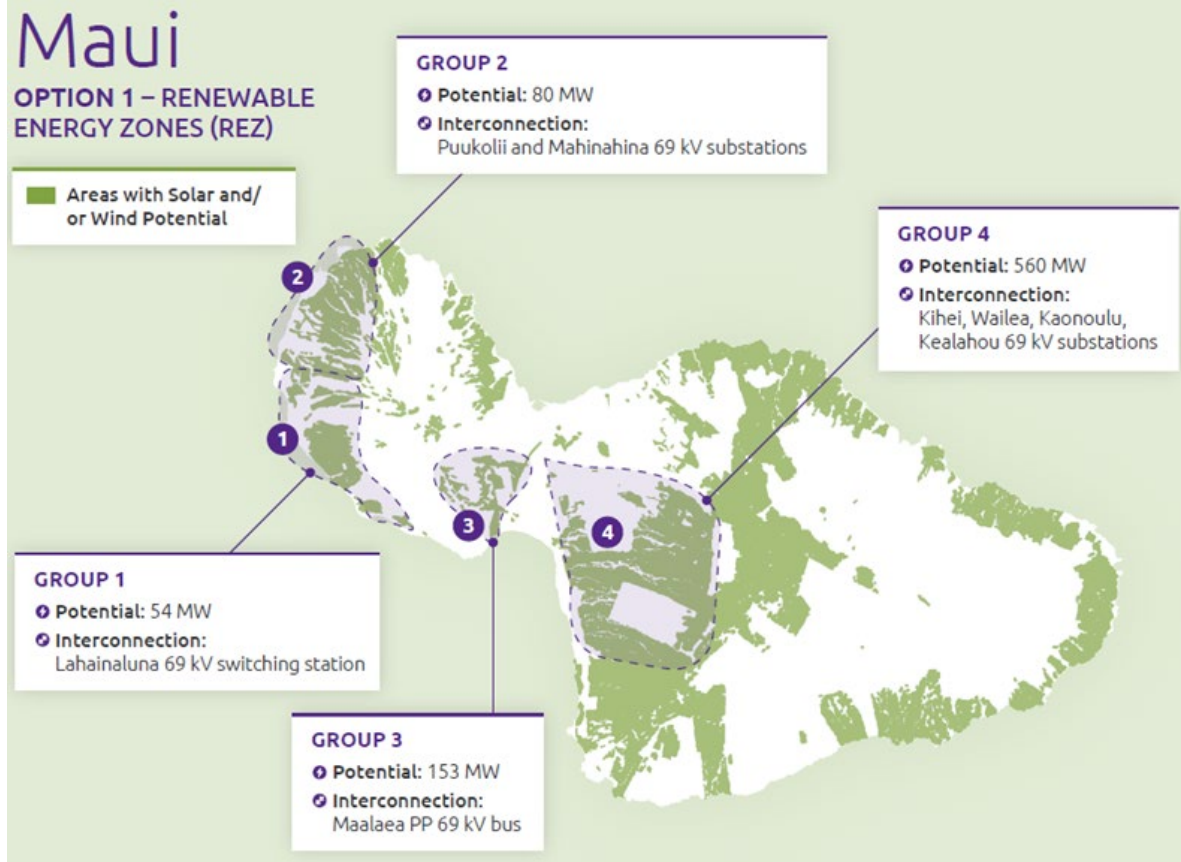 Maui
OPTION 1 – RENEWABLE
ENERGY ZONES (REZ)
Areas with Solar and/
or Wind Potential
GROUP 2
Potential: 80 MW
Interconnection:
Puukolii and Mahinahina 69 kV substations
GROUP 4
Potential: 560 MW
Interconnection:
Kihei, Wailea, Kaonoulu,
Kealahou 69 kV substations
2
1
3
4
GROUP 1
Potential: 54 MW
Interconnection:
Lahainaluna 69 kV switching station
GROUP 3
Potential: 153 MW
Interconnection:
Maalaea PP 69 kV bus